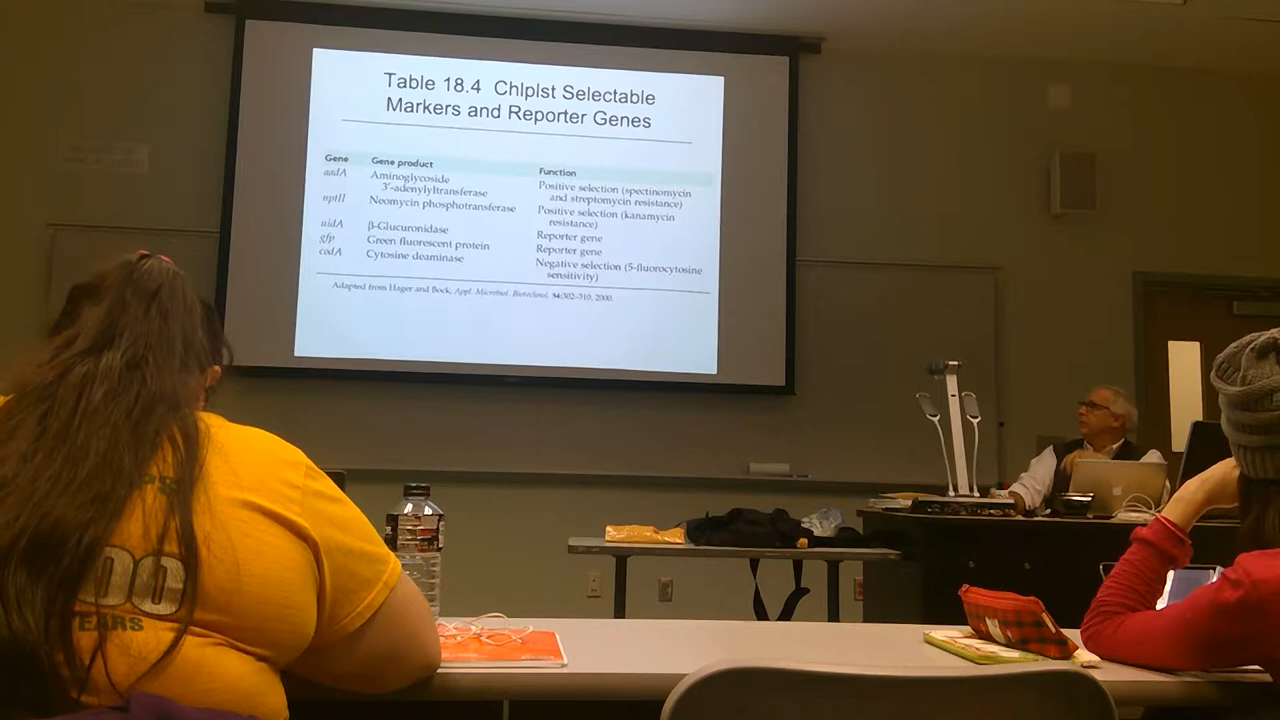 Table 18.4 Chlplst Selectable
Markers and Reporter Genes
Gene Gene product Function
aadA Aminoglycoside 3'-adenylyltransferase Positive selection (spectinomycin and streptomycin resistance)
nptII Neomycin phosphotransferase Positive selection (kanamycin resistance)
uidA β-Glucuronidase Reporter gene
gfp Green fluorescent protein Reporter gene
codA Cytosine deaminase Negative selection (5-fluorocytosine sensitivity)
Adapted from Hager and Bock, Appl. Microbiol. Biotechnol. 54:302–310, 2000.
00
EARS